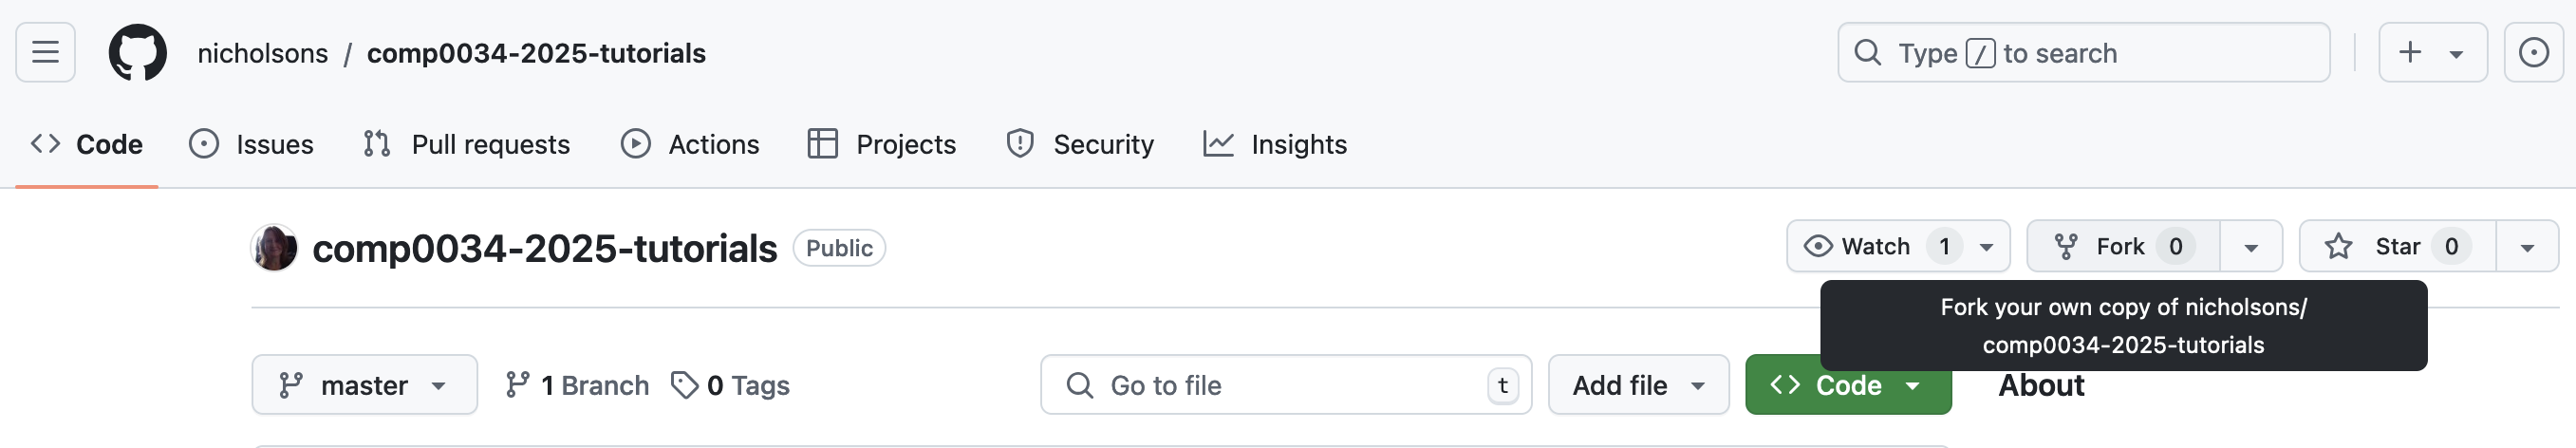 nicholsons / comp0034-2025-tutorials
Type / to search
Code Issues Pull requests Actions Projects Security Insights
comp0034-2025-tutorials Public
Watch 1 Fork 0 Star 0
Fork your own copy of nicholsons/
comp0034-2025-tutorials
master 1 Branch 0 Tags Go to file t Add file Code About